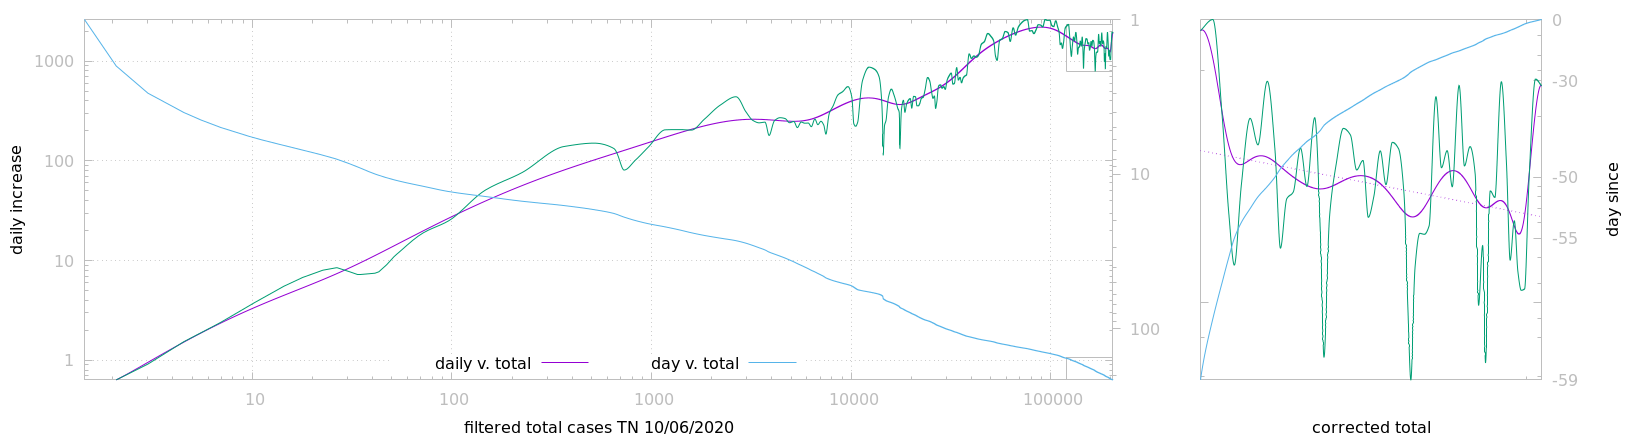 daily increase
1000
100
10
1
daily v. total
day v. total
10
100
1000
10000
100000
filtered total cases TN 10/06/2020
1
10
100
0
-30
-50
-55
-59
day since
corrected total